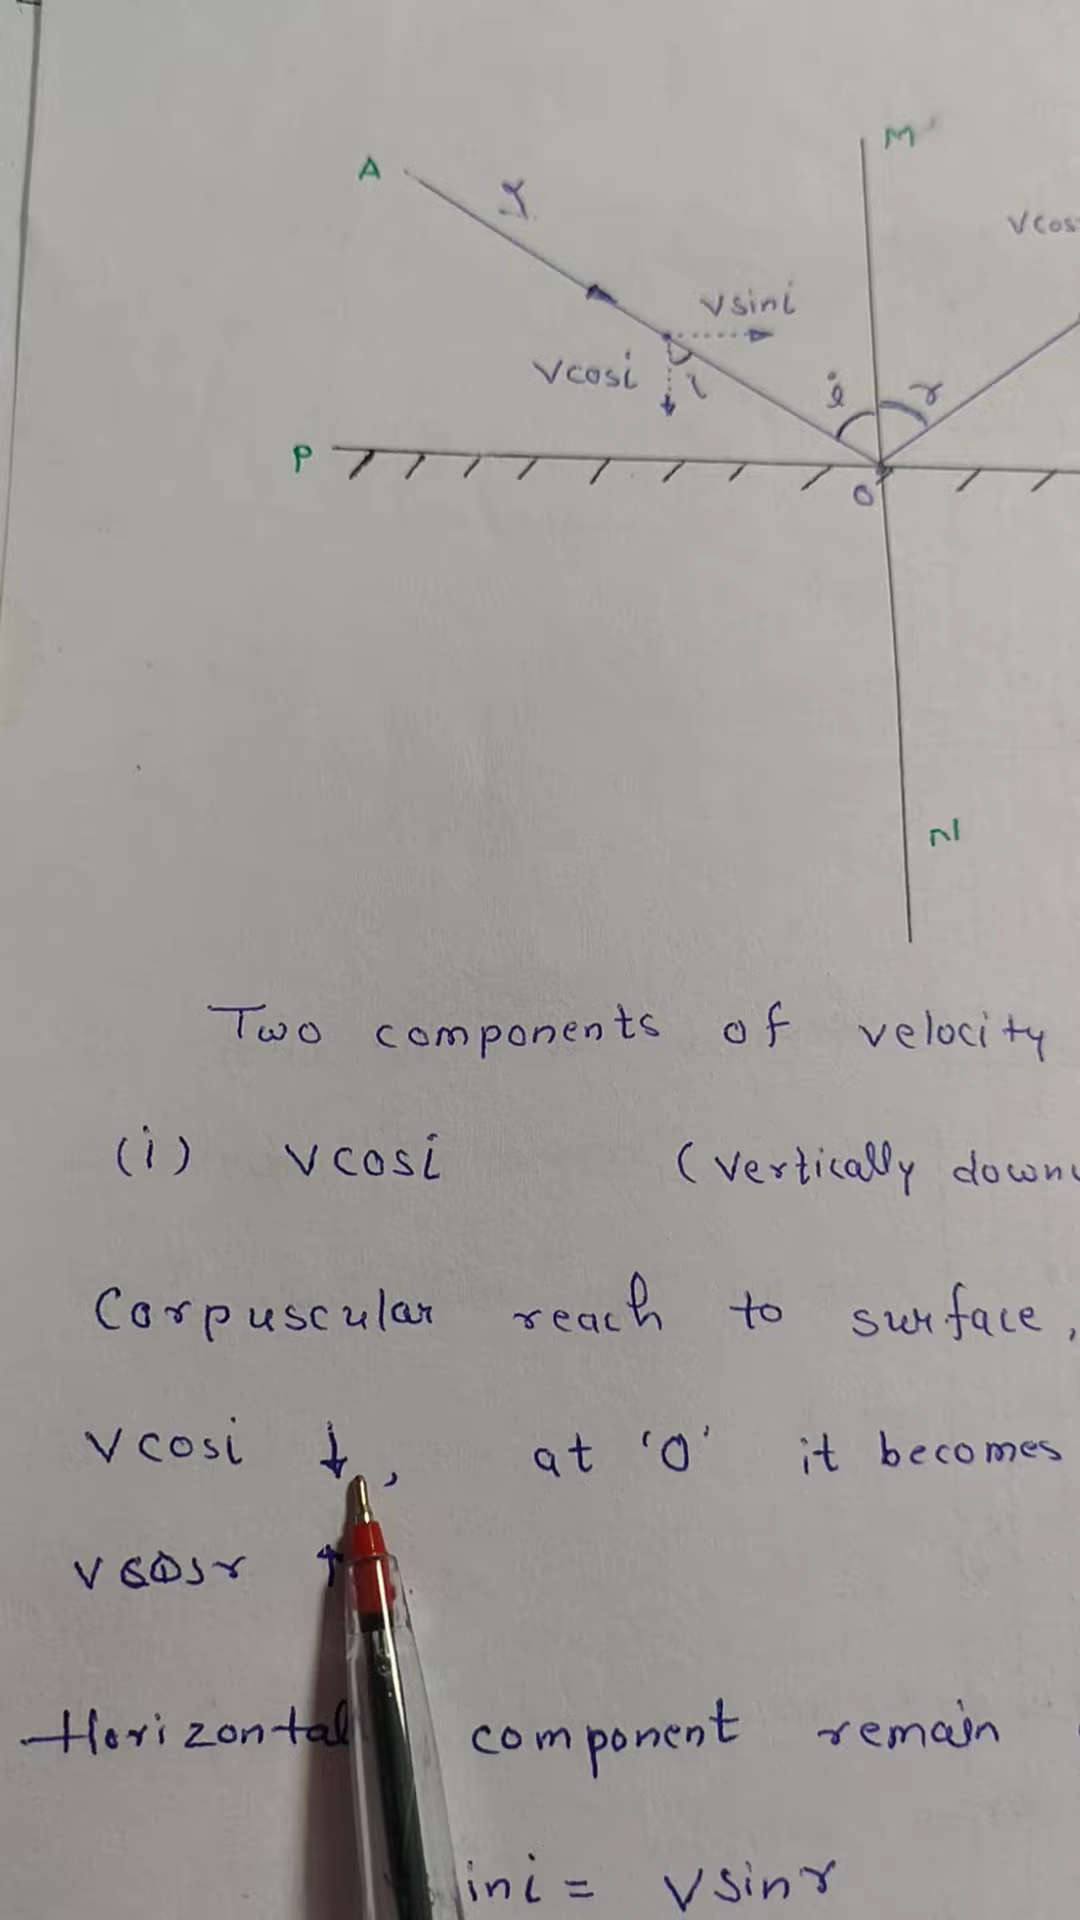 M
A
Vcos
Vsini
Vcosi
i
i
r
P
O
N
Two components of velocity
(i) Vcosi (Vertically down
Corpuscular reach to surface,
Vcosi ↓, at 'O' it becomes
Vcosr ↑
Horizontal component remain
ini = Vsinr